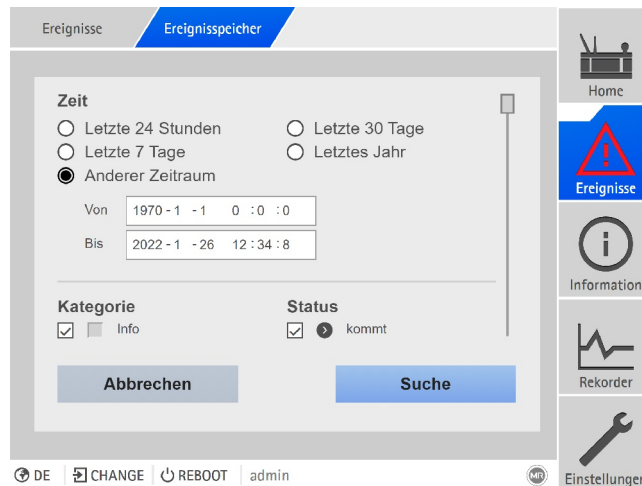 Ereignisse Ereignisspeicher
Home
Zeit
Letzte 24 Stunden Letzte 30 Tage
Letzte 7 Tage Letztes Jahr
Anderer Zeitraum
Ereignisse
Von 1970 - 1 - 1 0 : 0 : 0
Bis 2022 - 1 - 26 12 : 34 : 8
Information
Kategorie Status
Info kommt
Abbrechen Suche
Rekorder
DE CHANGE REBOOT admin MR
Einstellungen